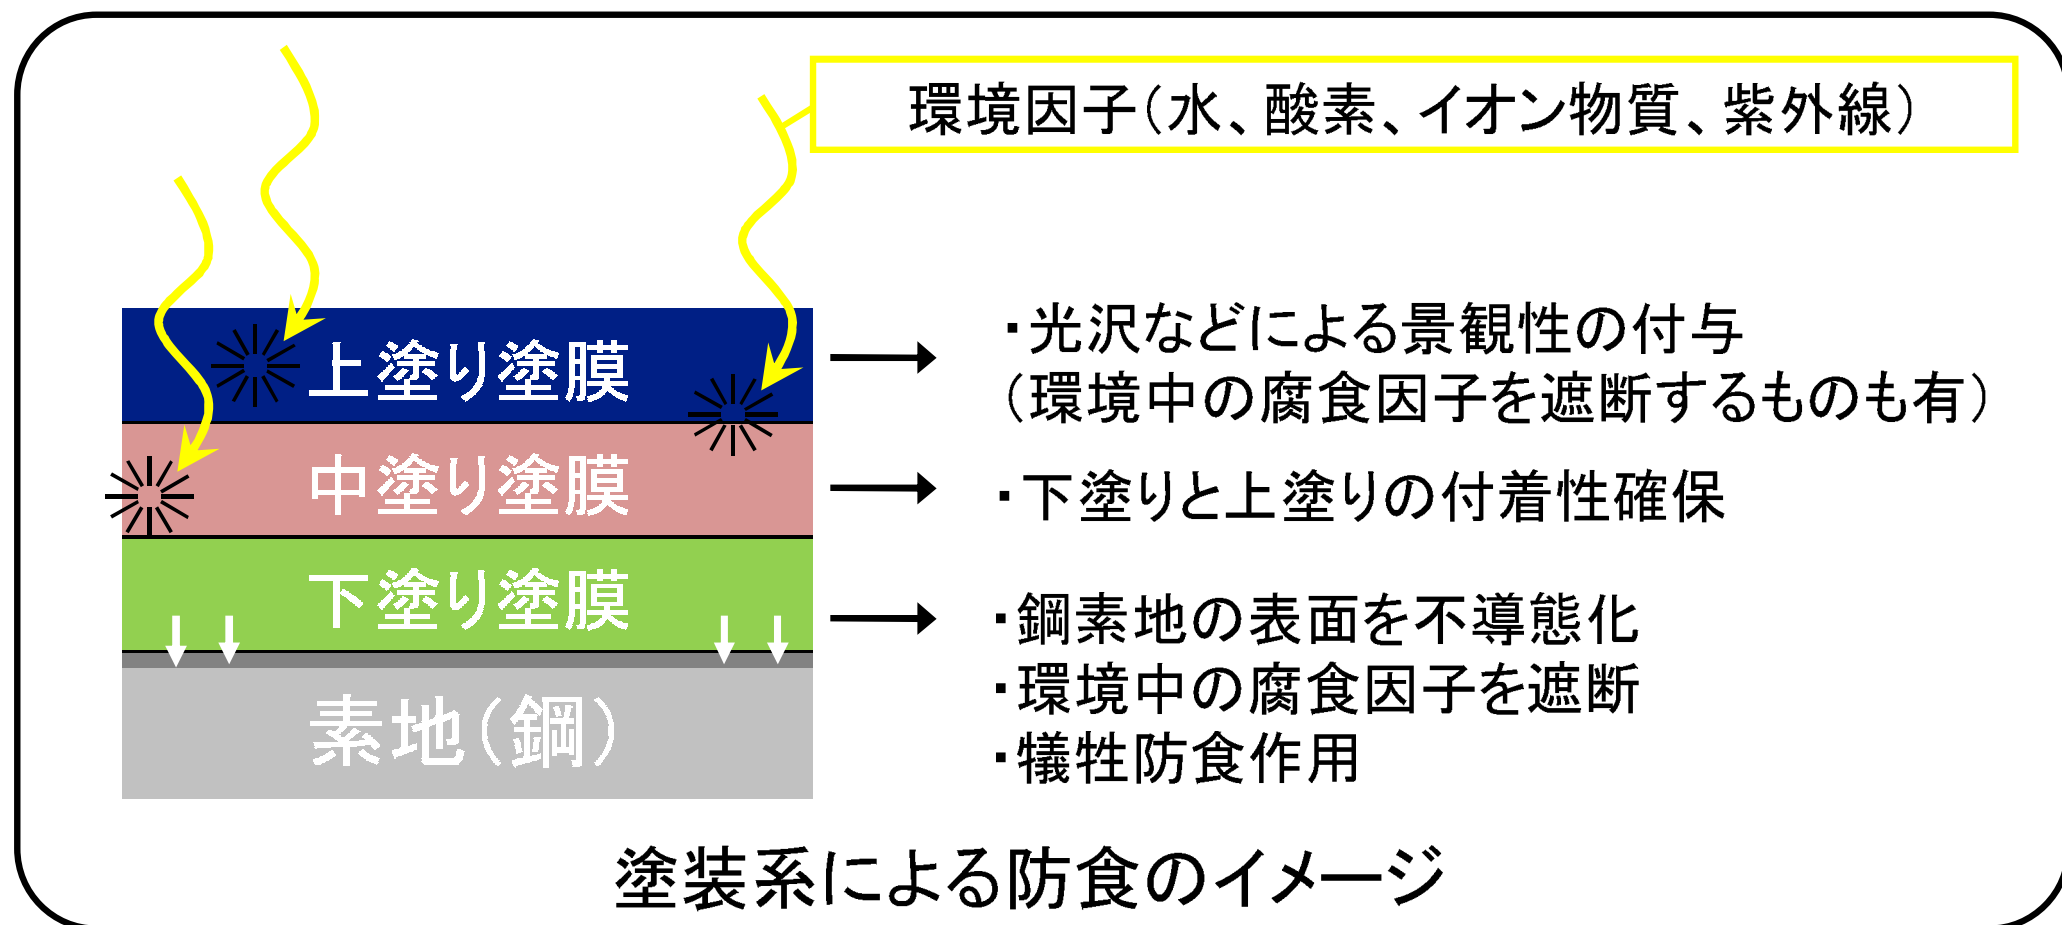 環境因子(水、酸素、イオン物質、紫外線)
上塗り塗膜
・光沢などによる景観性の付与
(環境中の腐食因子を遮断するものも有)
中塗り塗膜
・下塗りと上塗りの付着性確保
下塗り塗膜
・鋼素地の表面を不導態化
・環境中の腐食因子を遮断
・犠牲防食作用
素地(鋼)
塗装系による防食のイメージ